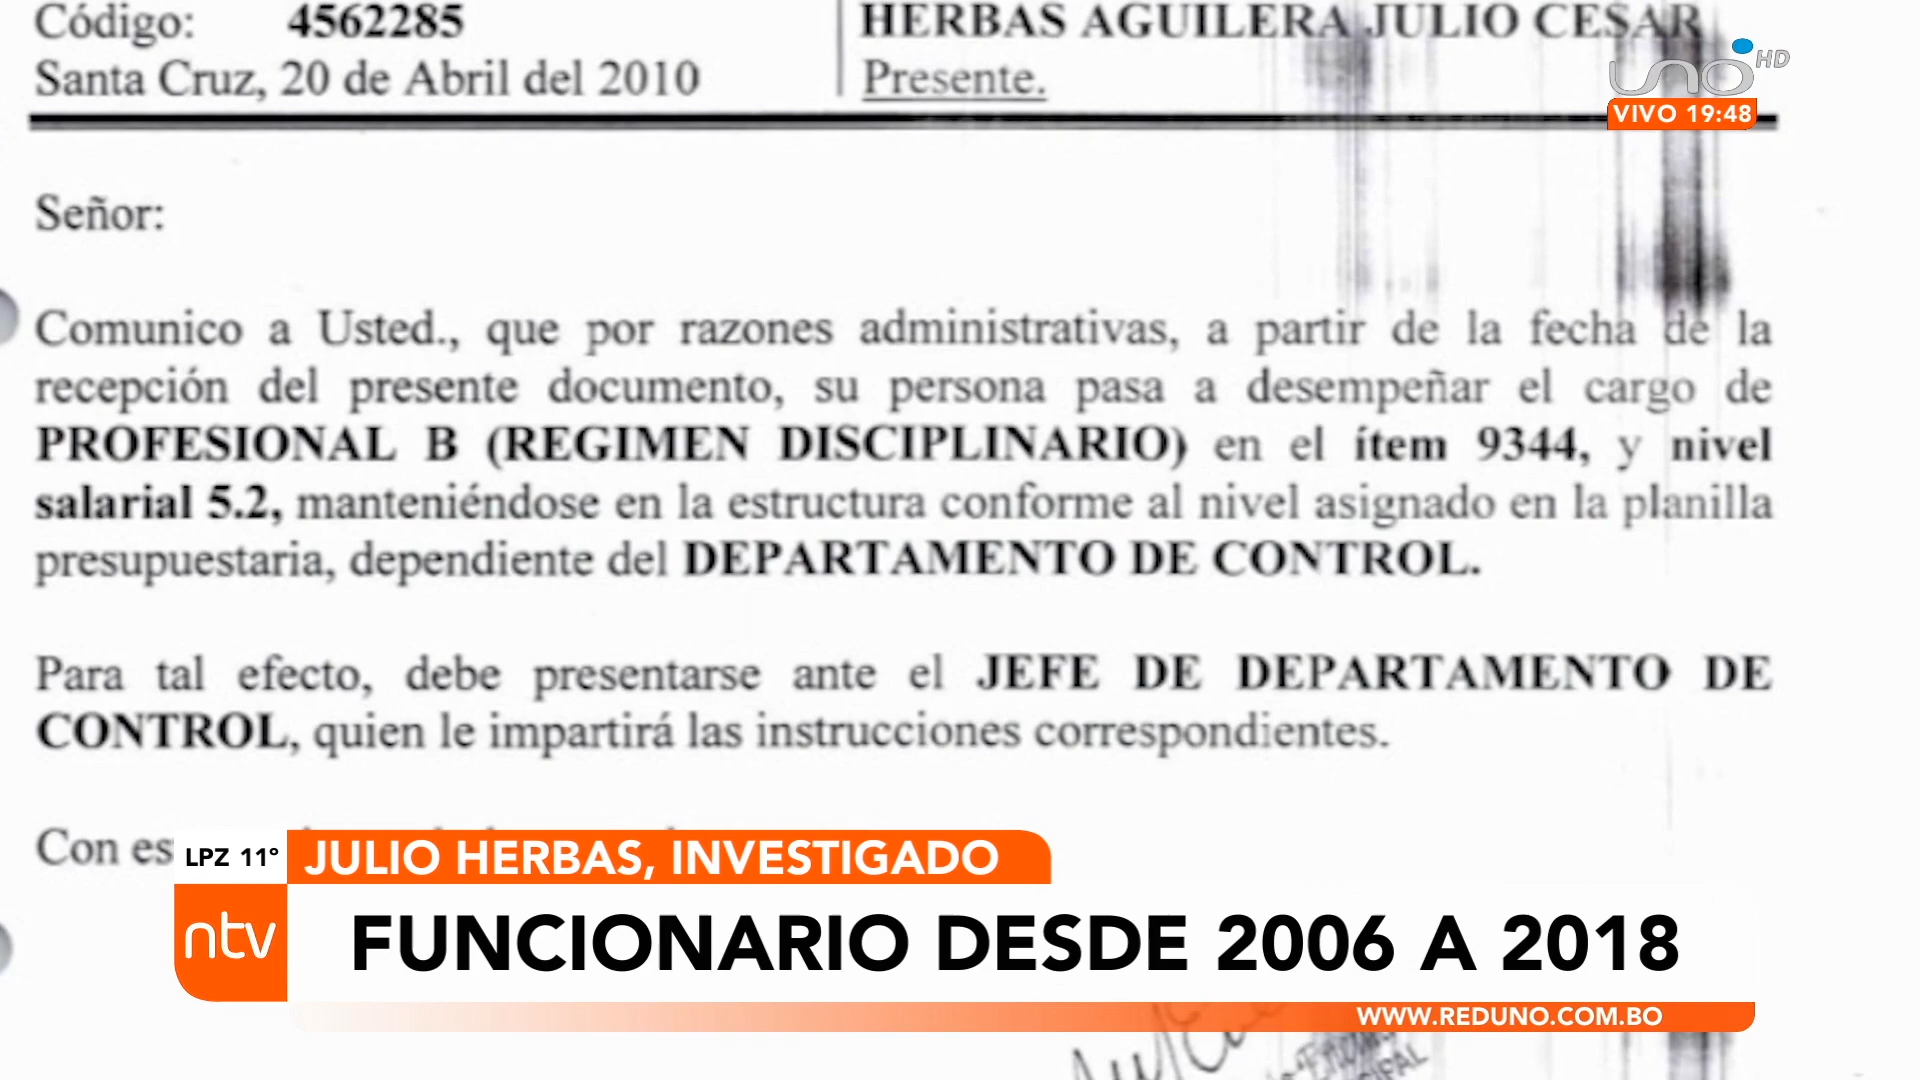 Código: 4562285
HERBAS AGUILERA JULIO CESAR
Santa Cruz, 20 de Abril del 2010
Presente.
uno HD
VIVO 19:48
Señor:
Comunico a Usted., que por razones administrativas, a partir de la fecha de la
recepción del presente documento, su persona pasa a desempeñar el cargo de
PROFESIONAL B (REGIMEN DISCIPLINARIO) en el ítem 9344, y nivel
salarial 5.2, manteniéndose en la estructura conforme al nivel asignado en la planilla
presupuestaria, dependiente del DEPARTAMENTO DE CONTROL.
Para tal efecto, debe presentarse ante el JEFE DE DEPARTAMENTO DE
CONTROL, quien le impartirá las instrucciones correspondientes.
Con es
LPZ 11°
JULIO HERBAS, INVESTIGADO
ntv
FUNCIONARIO DESDE 2006 A 2018
WWW.REDUNO.COM.BO